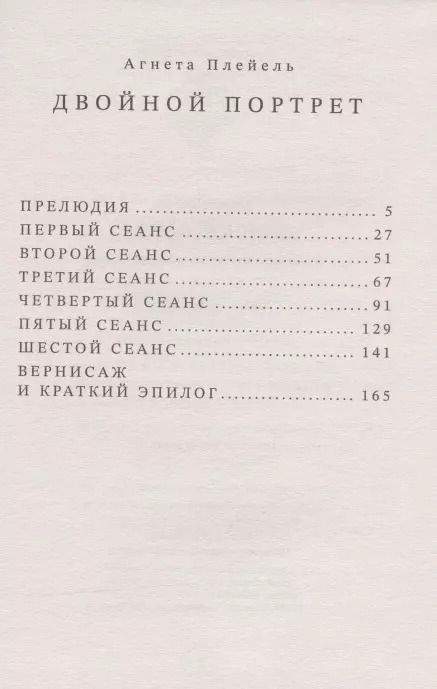 Агнета Плейель
ДВОЙНОЙ ПОРТРЕТ
ПРЕЛЮДИЯ.............................. 5
ПЕРВЫЙ СЕАНС........................ 27
ВТОРОЙ СЕАНС........................ 51
ТРЕТИЙ СЕАНС........................ 67
ЧЕТВЕРТЫЙ СЕАНС.................... 91
ПЯТЫЙ СЕАНС......................... 129
ШЕСТОЙ СЕАНС....................... 141
ВЕРНИСАЖ
И КРАТКИЙ ЭПИЛОГ................... 165